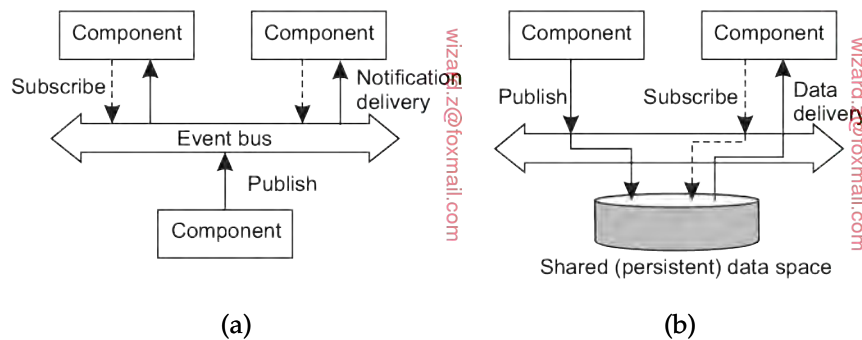 Component
Component
Subscribe
Notification
delivery
Event bus
Publish
Component
wizard.z@foxmail.com
(a)
Component
Component
Publish
Subscribe
Data
delivery
Shared (persistent) data space
wizard.z@foxmail.com
(b)